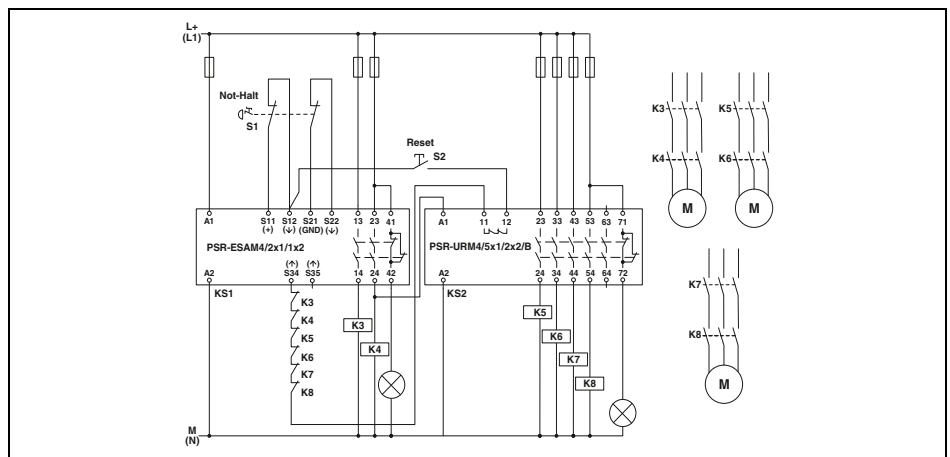 L+
(L1)
Not-Halt
S1
Reset
S2
K3
K5
K4
K6
M
M
A1 S11 S12 S21 S22 13 23 41
(+) (↓) (GND) (↓)
PSR-ESAM4/2x1/1x2
(↑) (↑)
A2 S34 S35 14 24 42
KS1
A1 11 12 23 33 43 53 63 71
PSR-URM4/5x1/2x2/B
A2 24 34 44 54 64 72
KS2
K3
K4
K5
K6
K7
K8
K3
K4
K5
K6
K7
K8
K7
K8
M
M
(N)